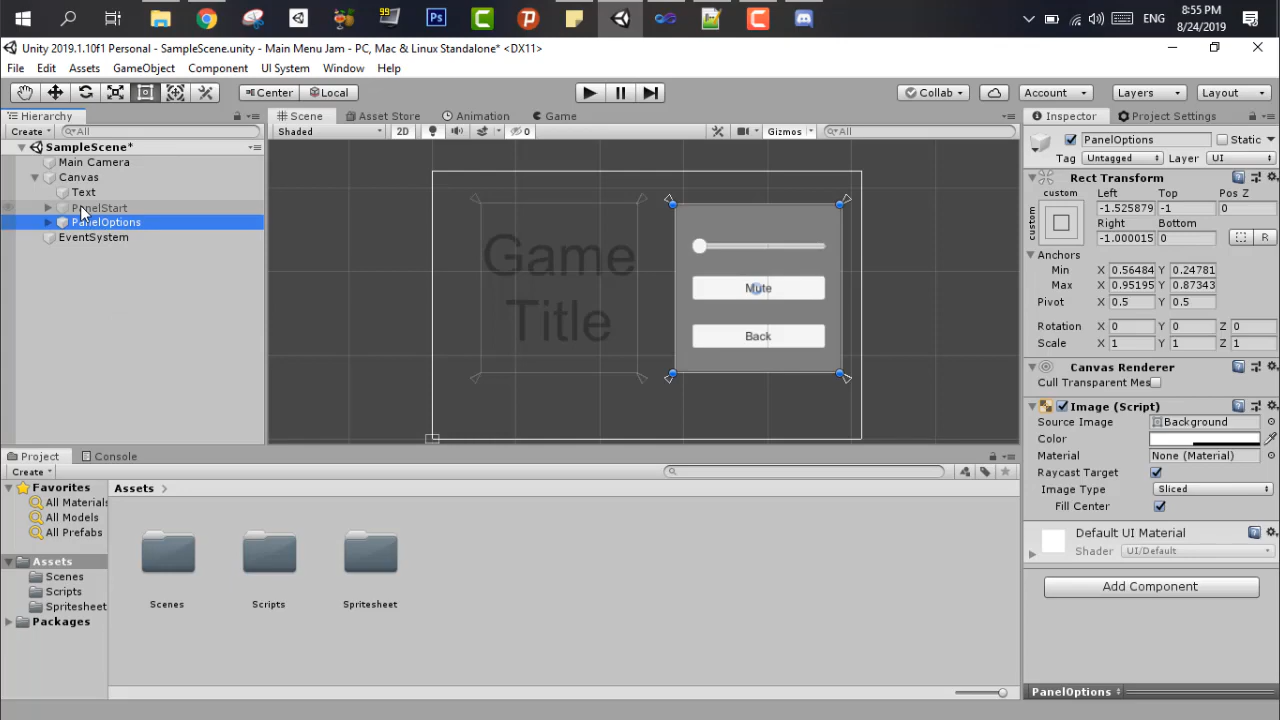 ENG
8:55 PM
8/24/2019
Unity 2019.1.10f1 Personal - SampleScene.unity - Main Menu Jam - PC, Mac & Linux Standalone* <DX11>
File Edit Assets GameObject Component UI System Window Help
Center Local Collab Account Layers Layout
Hierarchy Scene Asset Store Animation Game Inspector Project Settings
Create All Shaded 2D 0 Gizmos All
SampleScene*
Main Camera
Canvas
Text
PanelStart
PanelOptions
EventSystem
Game
Title
Mute
Back
PanelOptions Static
Tag Untagged Layer UI
Rect Transform
custom Left Top Pos Z
custom
-1.525879 -1 0
Right Bottom
-1.000015 0 R
Anchors
Min X 0.56484 Y 0.24781
Max X 0.95195 Y 0.87343
Pivot X 0.5 Y 0.5
Rotation X 0 Y 0 Z 0
Scale X 1 Y 1 Z 1
Canvas Renderer
Cull Transparent Mes
Image (Script)
Source Image Background
Color
Material None (Material)
Raycast Target
Image Type Sliced
Fill Center
Default UI Material
Shader UI/Default
Add Component
PanelOptions
Project Console
Create
Favorites
All Materials
All Models
All Prefabs
Assets
Scenes
Scripts
Spritesheet
Packages
Assets
Scenes Scripts Spritesheet